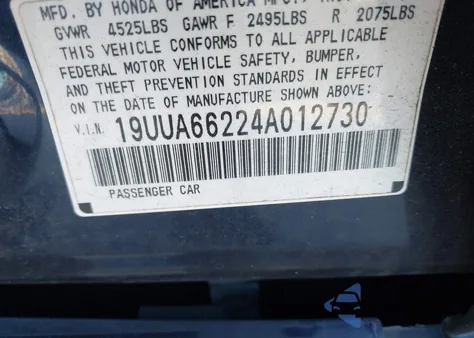 MFD. BY HONDA OF AMERICA MFG.,
GVWR 4525LBS GAWR F 2495LBS R 2075LBS
THIS VEHICLE CONFORMS TO ALL APPLICABLE
FEDERAL MOTOR VEHICLE SAFETY, BUMPER,
AND THEFT PREVENTION STANDARDS IN EFFECT
ON THE DATE OF MANUFACTURE SHOWN ABOVE.
V.I.N. 19UUA66224A012730
PASSENGER CAR